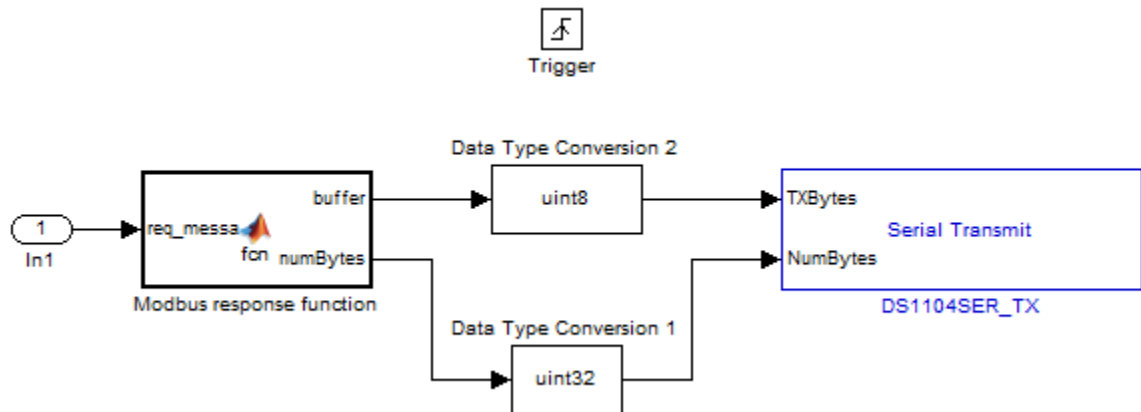 Trigger
Data Type Conversion 2
buffer
uint8
TXBytes
1
req_messa
Serial Transmit
In1
fcn
numBytes
NumBytes
Modbus response function
DS1104SER_TX
Data Type Conversion 1
uint32